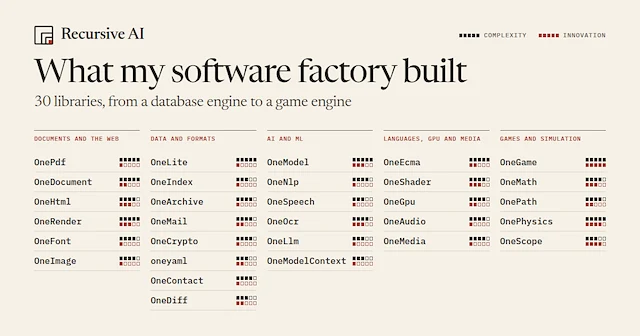 Recursive AI
COMPLEXITY
INNOVATION
What my software factory built
30 libraries, from a database engine to a game engine
DOCUMENTS AND THE WEB
OnePdf
OneDocument
OneHtml
OneRender
OneFont
OneImage
DATA AND FORMATS
OneLite
OneIndex
OneArchive
OneMail
OneCrypto
oneyaml
OneContact
OneDiff
AI AND ML
OneModel
OneNlp
OneSpeech
OneOcr
OneLlm
OneModelContext
LANGUAGES, GPU AND MEDIA
OneEcma
OneShader
OneGpu
OneAudio
OneMedia
GAMES AND SIMULATION
OneGame
OneMath
OnePath
OnePhysics
OneScope